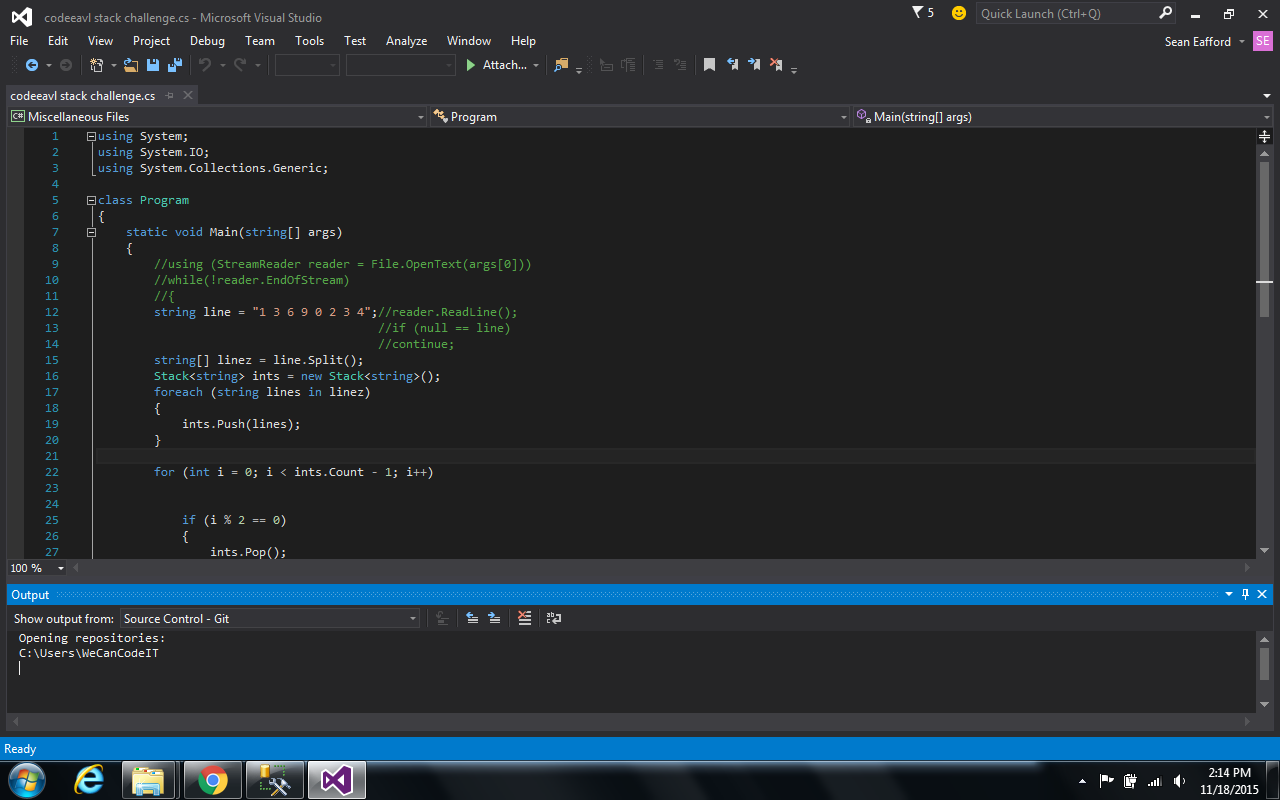 codeeavl stack challenge.cs - Microsoft Visual Studio
5
Quick Launch (Ctrl+Q)
File Edit View Project Debug Team Tools Test Analyze Window Help
Sean Eafford
SE
Attach...
codeeavl stack challenge.cs
C# Miscellaneous Files
Program
Main(string[] args)
1 using System;
2 using System.IO;
3 using System.Collections.Generic;
4
5 class Program
6 {
7 static void Main(string[] args)
8 {
9 //using (StreamReader reader = File.OpenText(args[0]))
10 //while(!reader.EndOfStream)
11 //{
12 string line = "1 3 6 9 0 2 3 4";//reader.ReadLine();
13 //if (null == line)
14 //continue;
15 string[] linez = line.Split();
16 Stack<string> ints = new Stack<string>();
17 foreach (string lines in linez)
18 {
19 ints.Push(lines);
20 }
21
22 for (int i = 0; i < ints.Count - 1; i++)
23
24
25 if (i % 2 == 0)
26 {
27 ints.Pop();
100 %
Output
Show output from: Source Control - Git
Opening repositories:
C:\Users\WeCanCodeIT
Ready
2:14 PM
11/18/2015